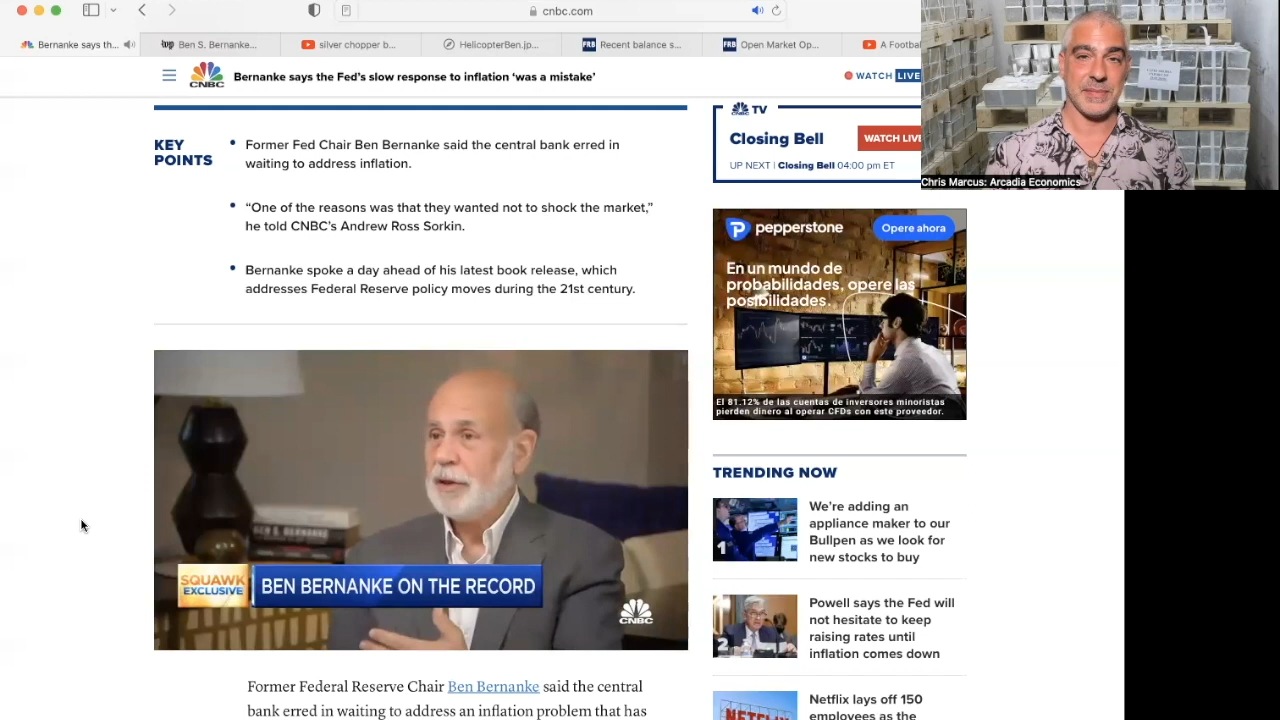 cnbc.com
Bernanke says th...
Ben S. Bernanke...
silver chopper b...
HelicopterBen.jp...
FRB Recent balance s...
FRB Open Market Op...
A Footbal
CNBC
Bernanke says the Fed’s slow response to inflation ‘was a mistake’
WATCH LIVE
Chris Marcus: Arcadia Economics
KEY
POINTS
Former Fed Chair Ben Bernanke said the central bank erred in
waiting to address inflation.
“One of the reasons was that they wanted not to shock the market,”
he told CNBC’s Andrew Ross Sorkin.
Bernanke spoke a day ahead of his latest book release, which
addresses Federal Reserve policy moves during the 21st century.
CNBC TV
Closing Bell
WATCH LIVE
UP NEXT | Closing Bell 04:00 pm ET
pepperstone
Opere ahora
En un mundo de
probabilidades, opere las
posibilidades.
El 81.12% de las cuentas de inversores minoristas
pierden dinero al operar CFDs con este proveedor.
BEN S. BERNANKE
SQUAWK
EXCLUSIVE
BEN BERNANKE ON THE RECORD
CNBC
TRENDING NOW
1
We’re adding an
appliance maker to our
Bullpen as we look for
new stocks to buy
2
Powell says the Fed will
not hesitate to keep
raising rates until
inflation comes down
NETFLIX
Netflix lays off 150
employees as the
Former Federal Reserve Chair Ben Bernanke said the central
bank erred in waiting to address an inflation problem that has